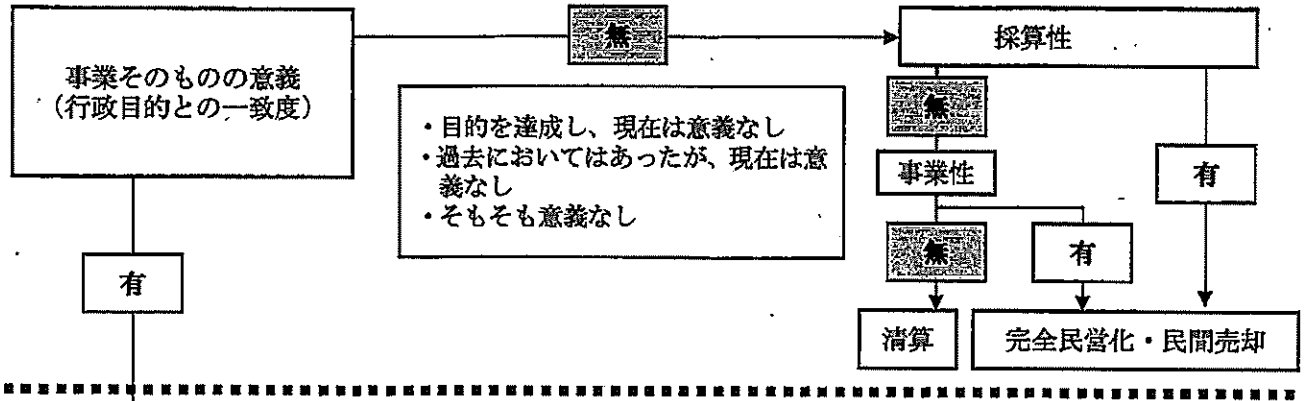 事業そのものの意義
(行政目的との一致度)
無
採算性
・目的を達成し、現在は意義なし
・過去においてはあったが、現在は意
義なし
・そもそも意義なし
無
事業性
有
無
有
有
清算
完全民営化・民間売却